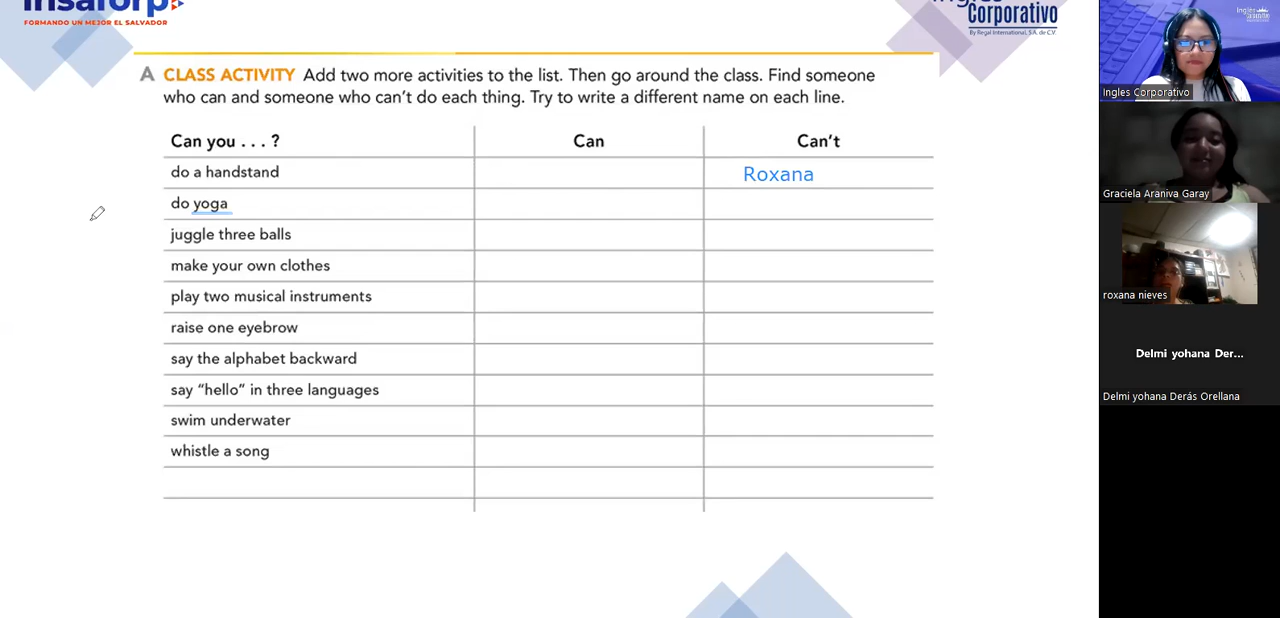 insaforp
FORMANDO UN MEJOR EL SALVADOR
Corporativo
By Regal International, S.A. de C.V.
A CLASS ACTIVITY Add two more activities to the list. Then go around the class. Find someone
who can and someone who can't do each thing. Try to write a different name on each line.
Can you . . . ? Can Can't
do a handstand Roxana
do yoga
juggle three balls
make your own clothes
play two musical instruments
raise one eyebrow
say the alphabet backward
say "hello" in three languages
swim underwater
whistle a song
Ingles Corporativo
Graciela Araniva Garay
roxana nieves
Delmi yohana Der...
Delmi yohana Derás Orellana